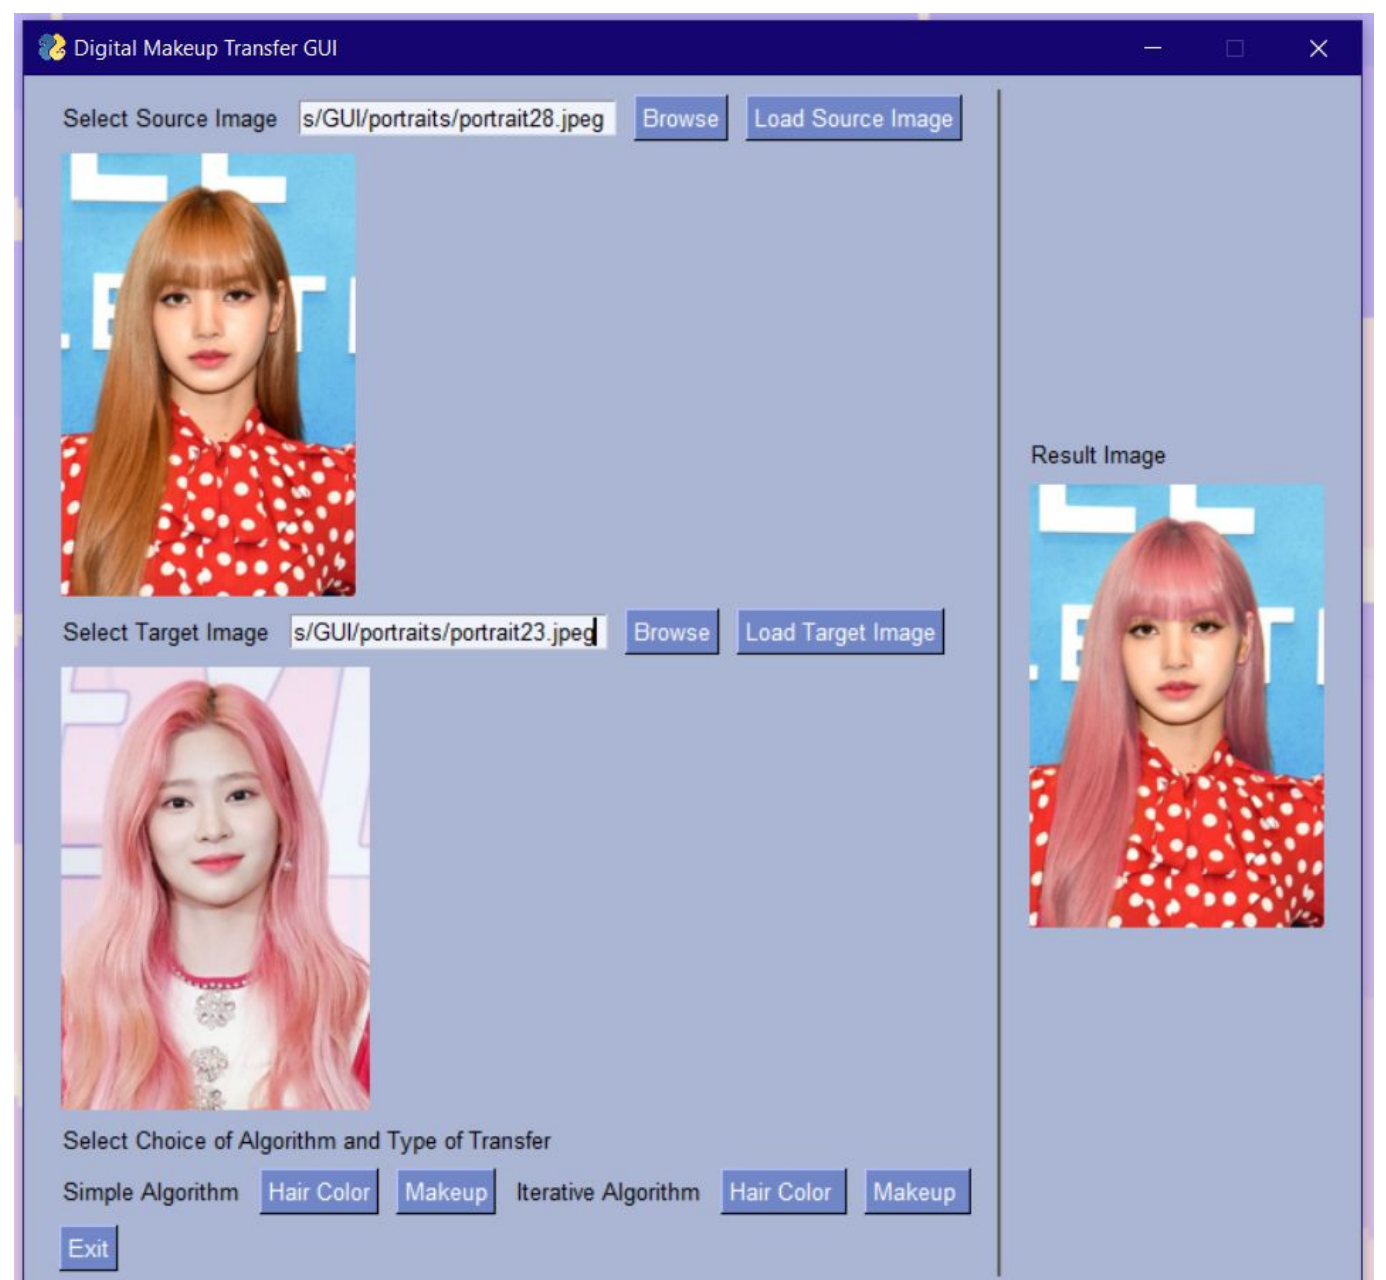 Digital Makeup Transfer GUI
Select Source Image s/GUI/portraits/portrait28.jpeg Browse Load Source Image
Select Target Image s/GUI/portraits/portrait23.jpeg Browse Load Target Image
Select Choice of Algorithm and Type of Transfer
Simple Algorithm Hair Color Makeup Iterative Algorithm Hair Color Makeup
Exit
Result Image